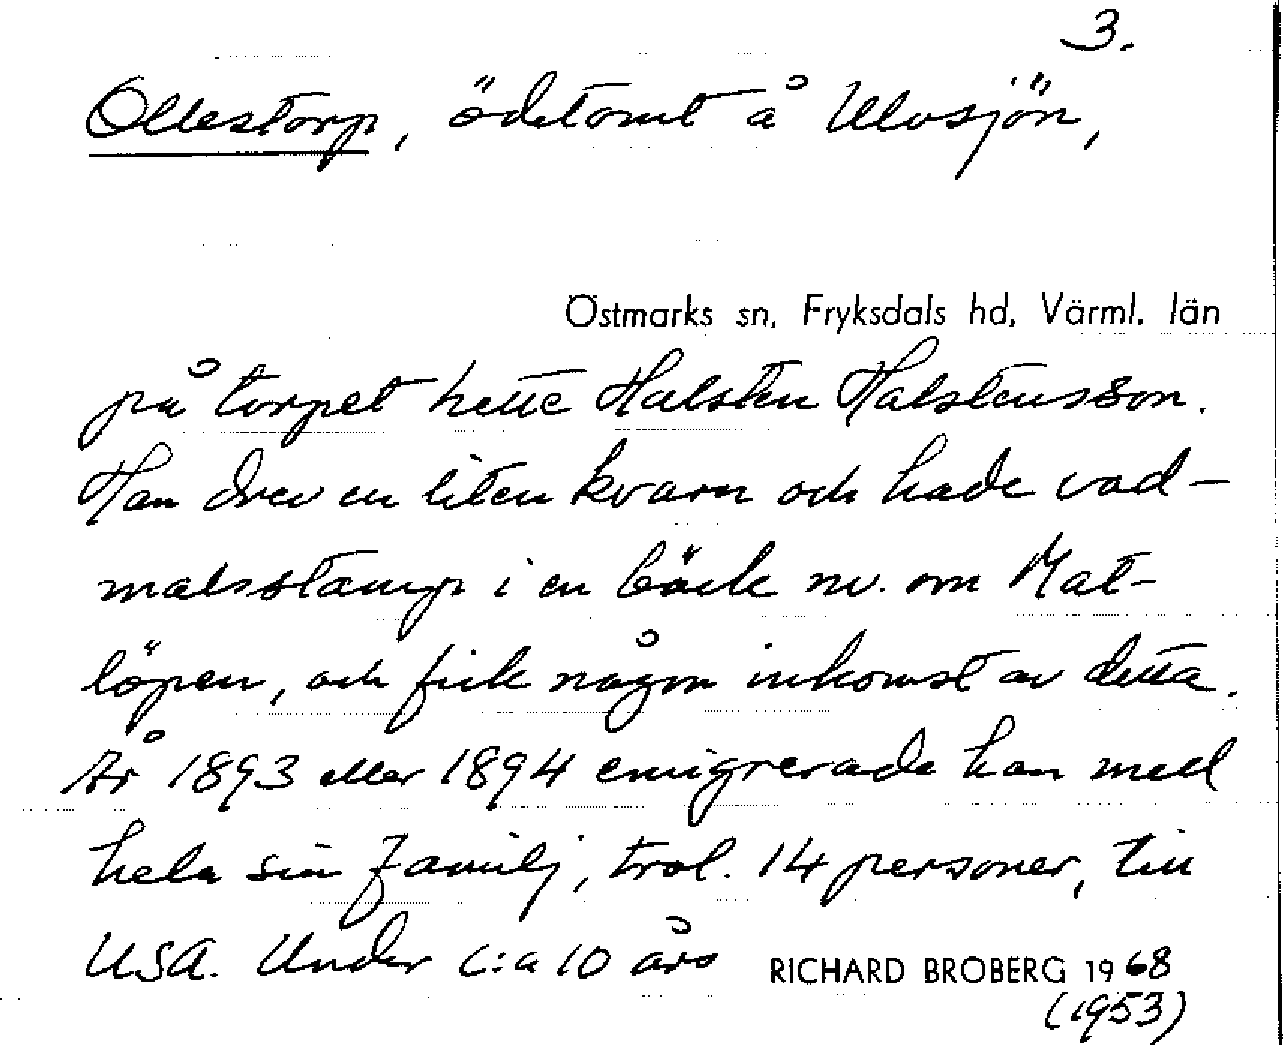 3.
Ollestorp, ödetomt å Ulvsjön,
Östmarks sn, Fryksdals hd, Värml. län
på torpet hette Halsten Halstensson.
Han drev en liten kvarn och hade vad-
malsstamp i en bäck nv. om Mat-
löpen, och fick någon inkomst av detta.
År 1893 eller 1894 emigrerade han med
hela sin familj, trol. 14 personer, till
USA. Under c:a 10 års
RICHARD BROBERG 1968
(1953)